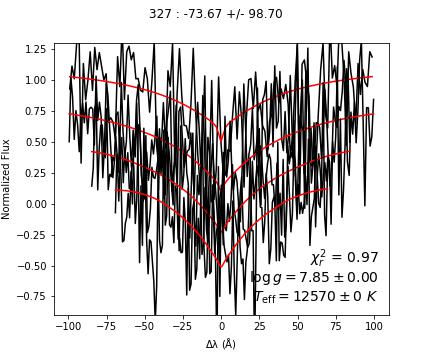 327 : -73.67 +/- 98.70
Normalized Flux
1.25
1.00
0.75
0.50
0.25
0.00
−0.25
−0.50
−0.75
χ²ᵣ = 0.97
log g = 7.85 ± 0.00
T_eff = 12570 ± 0 K
−100 −75 −50 −25 0 25 50 75 100
Δλ (Å)